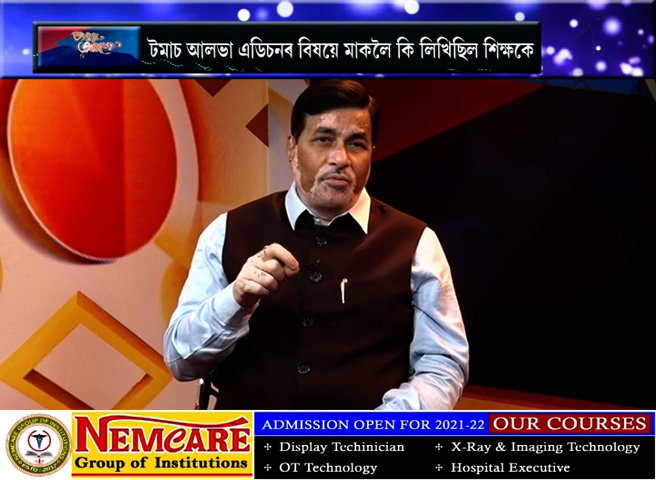 টমাচ আলভা এডিচনৰ বিষয়ে মাকলৈ কি লিখিছিল শিক্ষকে
NEMCARE
Group of Institutions
ADMISSION OPEN FOR 2021-22
OUR COURSES
÷ Display Techinician
÷ X-Ray & Imaging Technology
÷ OT Technology
÷ Hospital Executive